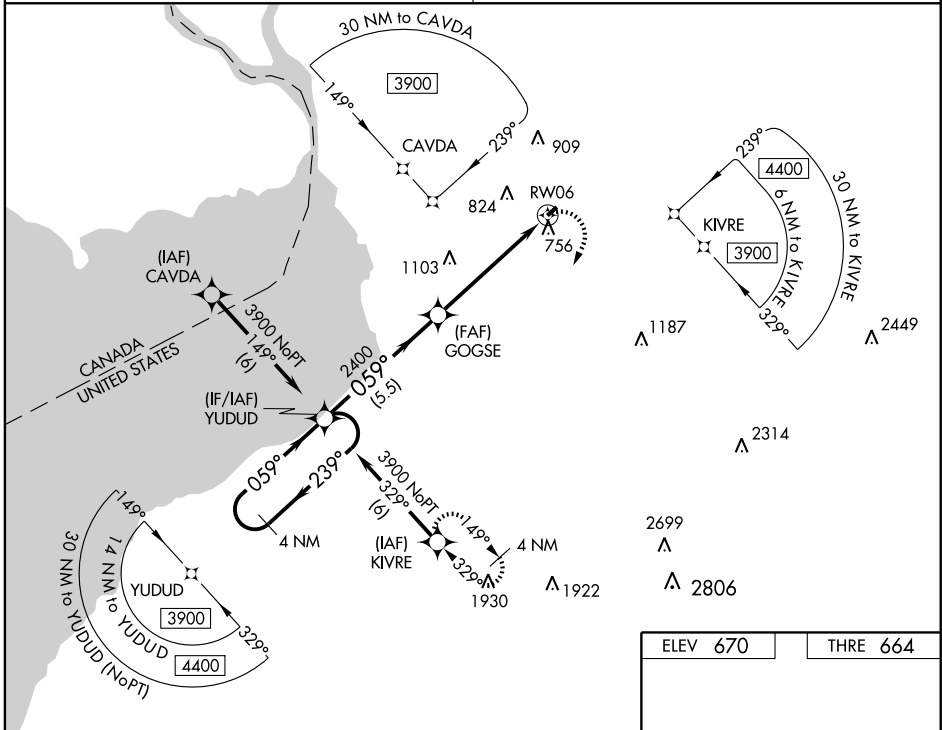 30 NM to CAVDA
3900
149°
239°
CAVDA
909
824
RW06
756
1103
239°
4400
30 NM to KIVRE
6 NM to KIVRE
KIVRE
3900
329°
(IAF)
CAVDA
3900 NoPT
149°
(6)
CANADA
UNITED STATES
(FAF)
GOGSE
2400
059°
(5.5)
1187
2449
(IF/IAF)
YUDUD
059°
239°
4 NM
2314
3900 NoPT
329°
(6)
(IAF)
KIVRE
149°
329°
4 NM
1930
1922
2699
2806
149°
YUDUD
3900
14 NM to YUDUD
4400
30 NM to YUDUD (NoPT)
329°
ELEV 670
THRE 664